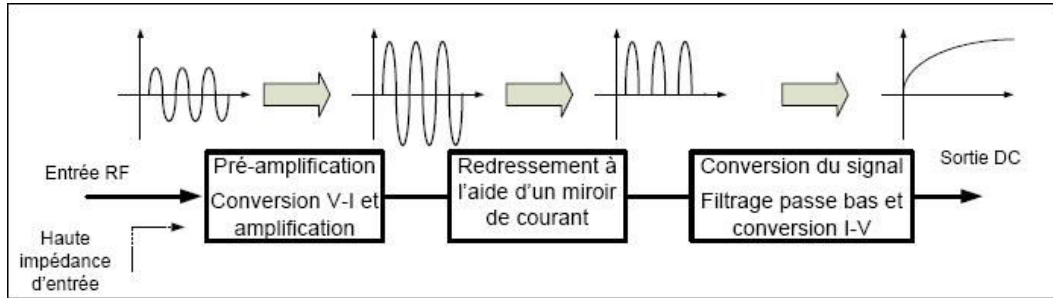 Entrée RF
Haute
impédance
d'entrée
Pré-amplification
Conversion V-I et
amplification
Redressement à
l'aide d'un miroir
de courant
Conversion du signal
Filtrage passe bas et
conversion I-V
Sortie DC